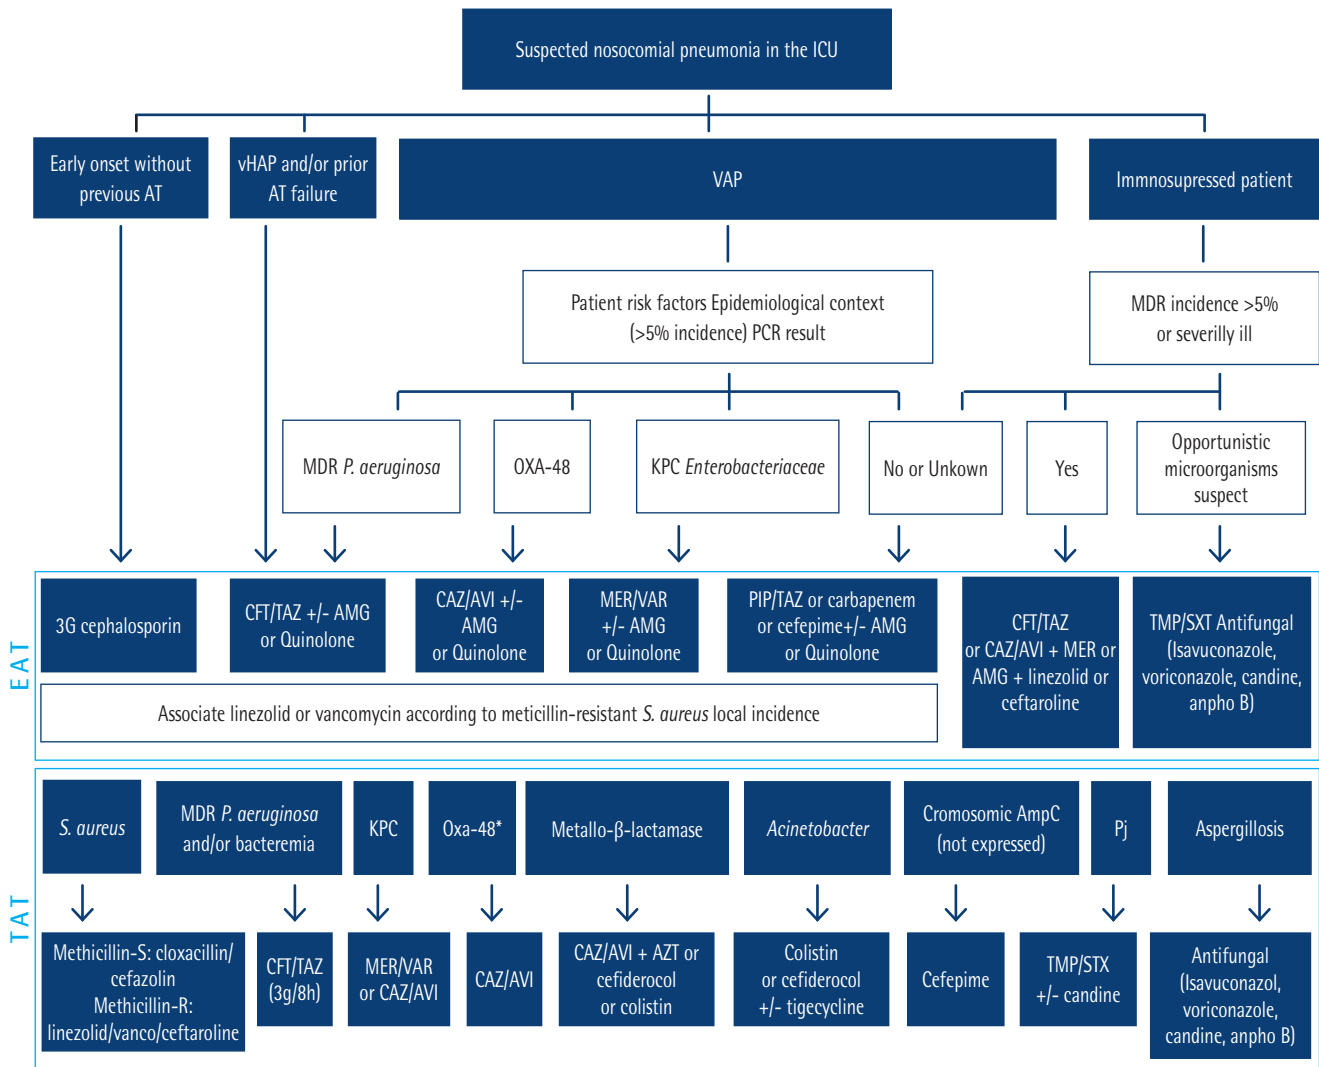 Suspected nosocomial pneumonia in the ICU
Early onset without
previous AT
vHAP and/or prior
AT failure
VAP
Immnosupressed patient
Patient risk factors Epidemiological context
(>5% incidence) PCR result
MDR incidence >5%
or severilly ill
MDR P. aeruginosa
OXA-48
KPC Enterobacteriaceae
No or Unkown
Yes
Opportunistic
microorganisms
suspect
EAT
3G cephalosporin
CFT/TAZ +/- AMG
or Quinolone
CAZ/AVI +/-
AMG
or Quinolone
MER/VAR
+/- AMG
or Quinolone
PIP/TAZ or carbapenem
or cefepime+/- AMG
or Quinolone
CFT/TAZ
or CAZ/AVI + MER or
AMG + linezolid or
ceftaroline
TMP/SXT Antifungal
(Isavuconazole,
voriconazole, candine,
anpho B)
Associate linezolid or vancomycin according to meticillin-resistant S. aureus local incidence
TAT
S. aureus
MDR P. aeruginosa
and/or bacteremia
KPC
Oxa-48*
Metallo-β-lactamase
Acinetobacter
Cromosomic AmpC
(not expressed)
Pj
Aspergillosis
Methicillin-S: cloxacillin/
cefazolin
Methicillin-R:
linezolid/vanco/ceftaroline
CFT/TAZ
(3g/8h)
MER/VAR
or CAZ/AVI
CAZ/AVI
CAZ/AVI + AZT or
cefiderocol
or colistin
Colistin
or cefiderocol
+/- tigecycline
Cefepime
TMP/STX
+/- candine
Antifungal
(Isavuconazol,
voriconazole,
candine, anpho B)